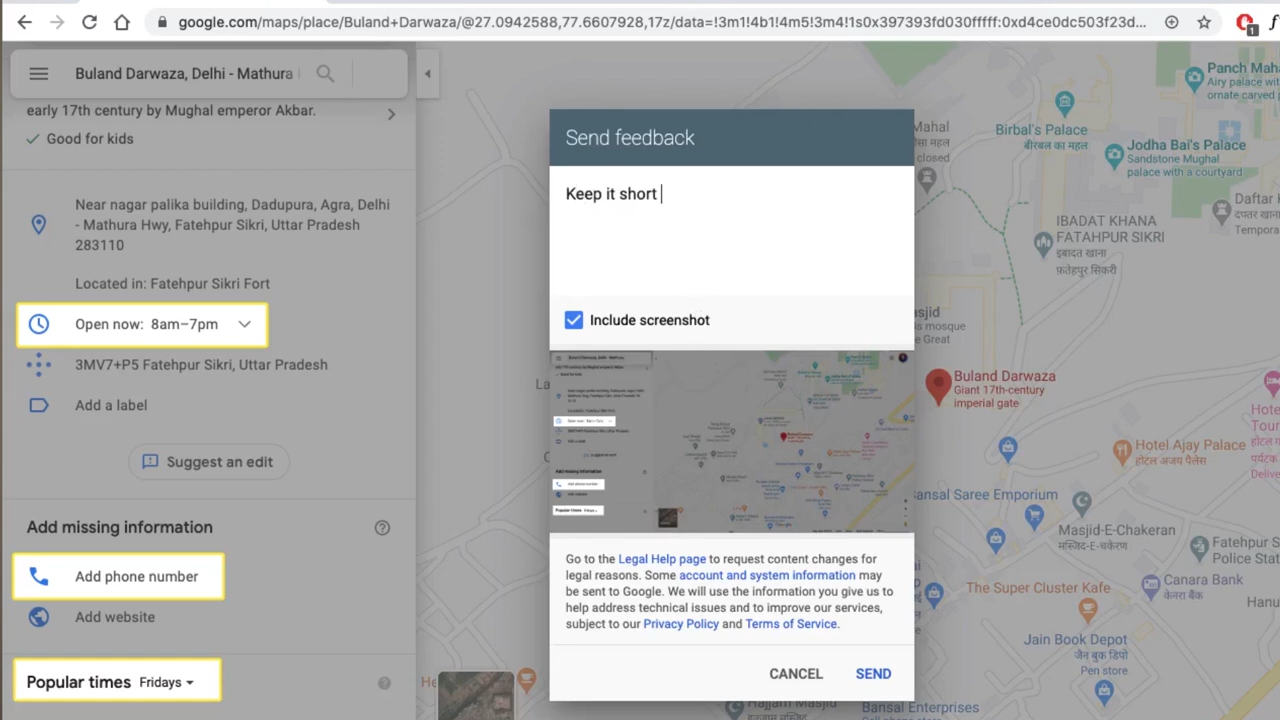 google.com/maps/place/Buland+Darwaza/@27.0942588,77.6607928,17z/data=!3m1!4b1!4m5!3m4!1s0x397393fd030fffff:0xd4ce0dc503f23d...
Buland Darwaza, Delhi - Mathura
early 17th century by Mughal emperor Akbar.
Good for kids
Near nagar palika building, Dadupura, Agra, Delhi
- Mathura Hwy, Fatehpur Sikri, Uttar Pradesh
283110
Located in: Fatehpur Sikri Fort
Open now: 8am–7pm
3MV7+P5 Fatehpur Sikri, Uttar Pradesh
Add a label
Suggest an edit
Add missing information
Add phone number
Add website
Popular times Fridays
Send feedback
Keep it short
Include screenshot
Go to the Legal Help page to request content changes for
legal reasons. Some account and system information may
be sent to Google. We will use the information you give us to
help address technical issues and to improve our services,
subject to our Privacy Policy and Terms of Service.
CANCEL
SEND
Panch Maha
Airy palace wit
ornate carved p
Birbal's Palace
बीरबल का महल
Jodha Bai's Palace
Sandstone Mughal
palace with a courtyard
Mahal
closed
Daftar
Tempora
IBADAT KHANA
FATAHPUR SIKRI
इबादत खाना
फ़तेहपुर सिकरी
is mosque
e Great
Buland Darwaza
Giant 17th-century
imperial gate
Hote
Tour
Hotel Ajay Palace
होटल अजय पैलेस
ansal Saree Emporium
Masjid-E-Chakeran
मस्जिद-E-चकेरण
Fatehpur S
Police Stat
The Super Cluster Kafe
Canara Bank
केनरा बैंक
Hanu
Jain Book Depot
जैन बुक डिपो
Pen store
Hajjam Masjid
Bansal Enterprises